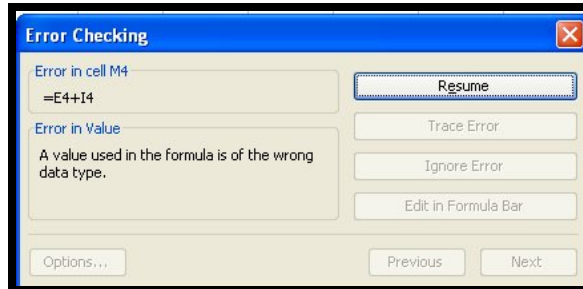 Error Checking
Error in cell M4
=E4+I4
Error in Value
A value used in the formula is of the wrong
data type.
Resume
Trace Error
Ignore Error
Edit in Formula Bar
Options...
Previous
Next